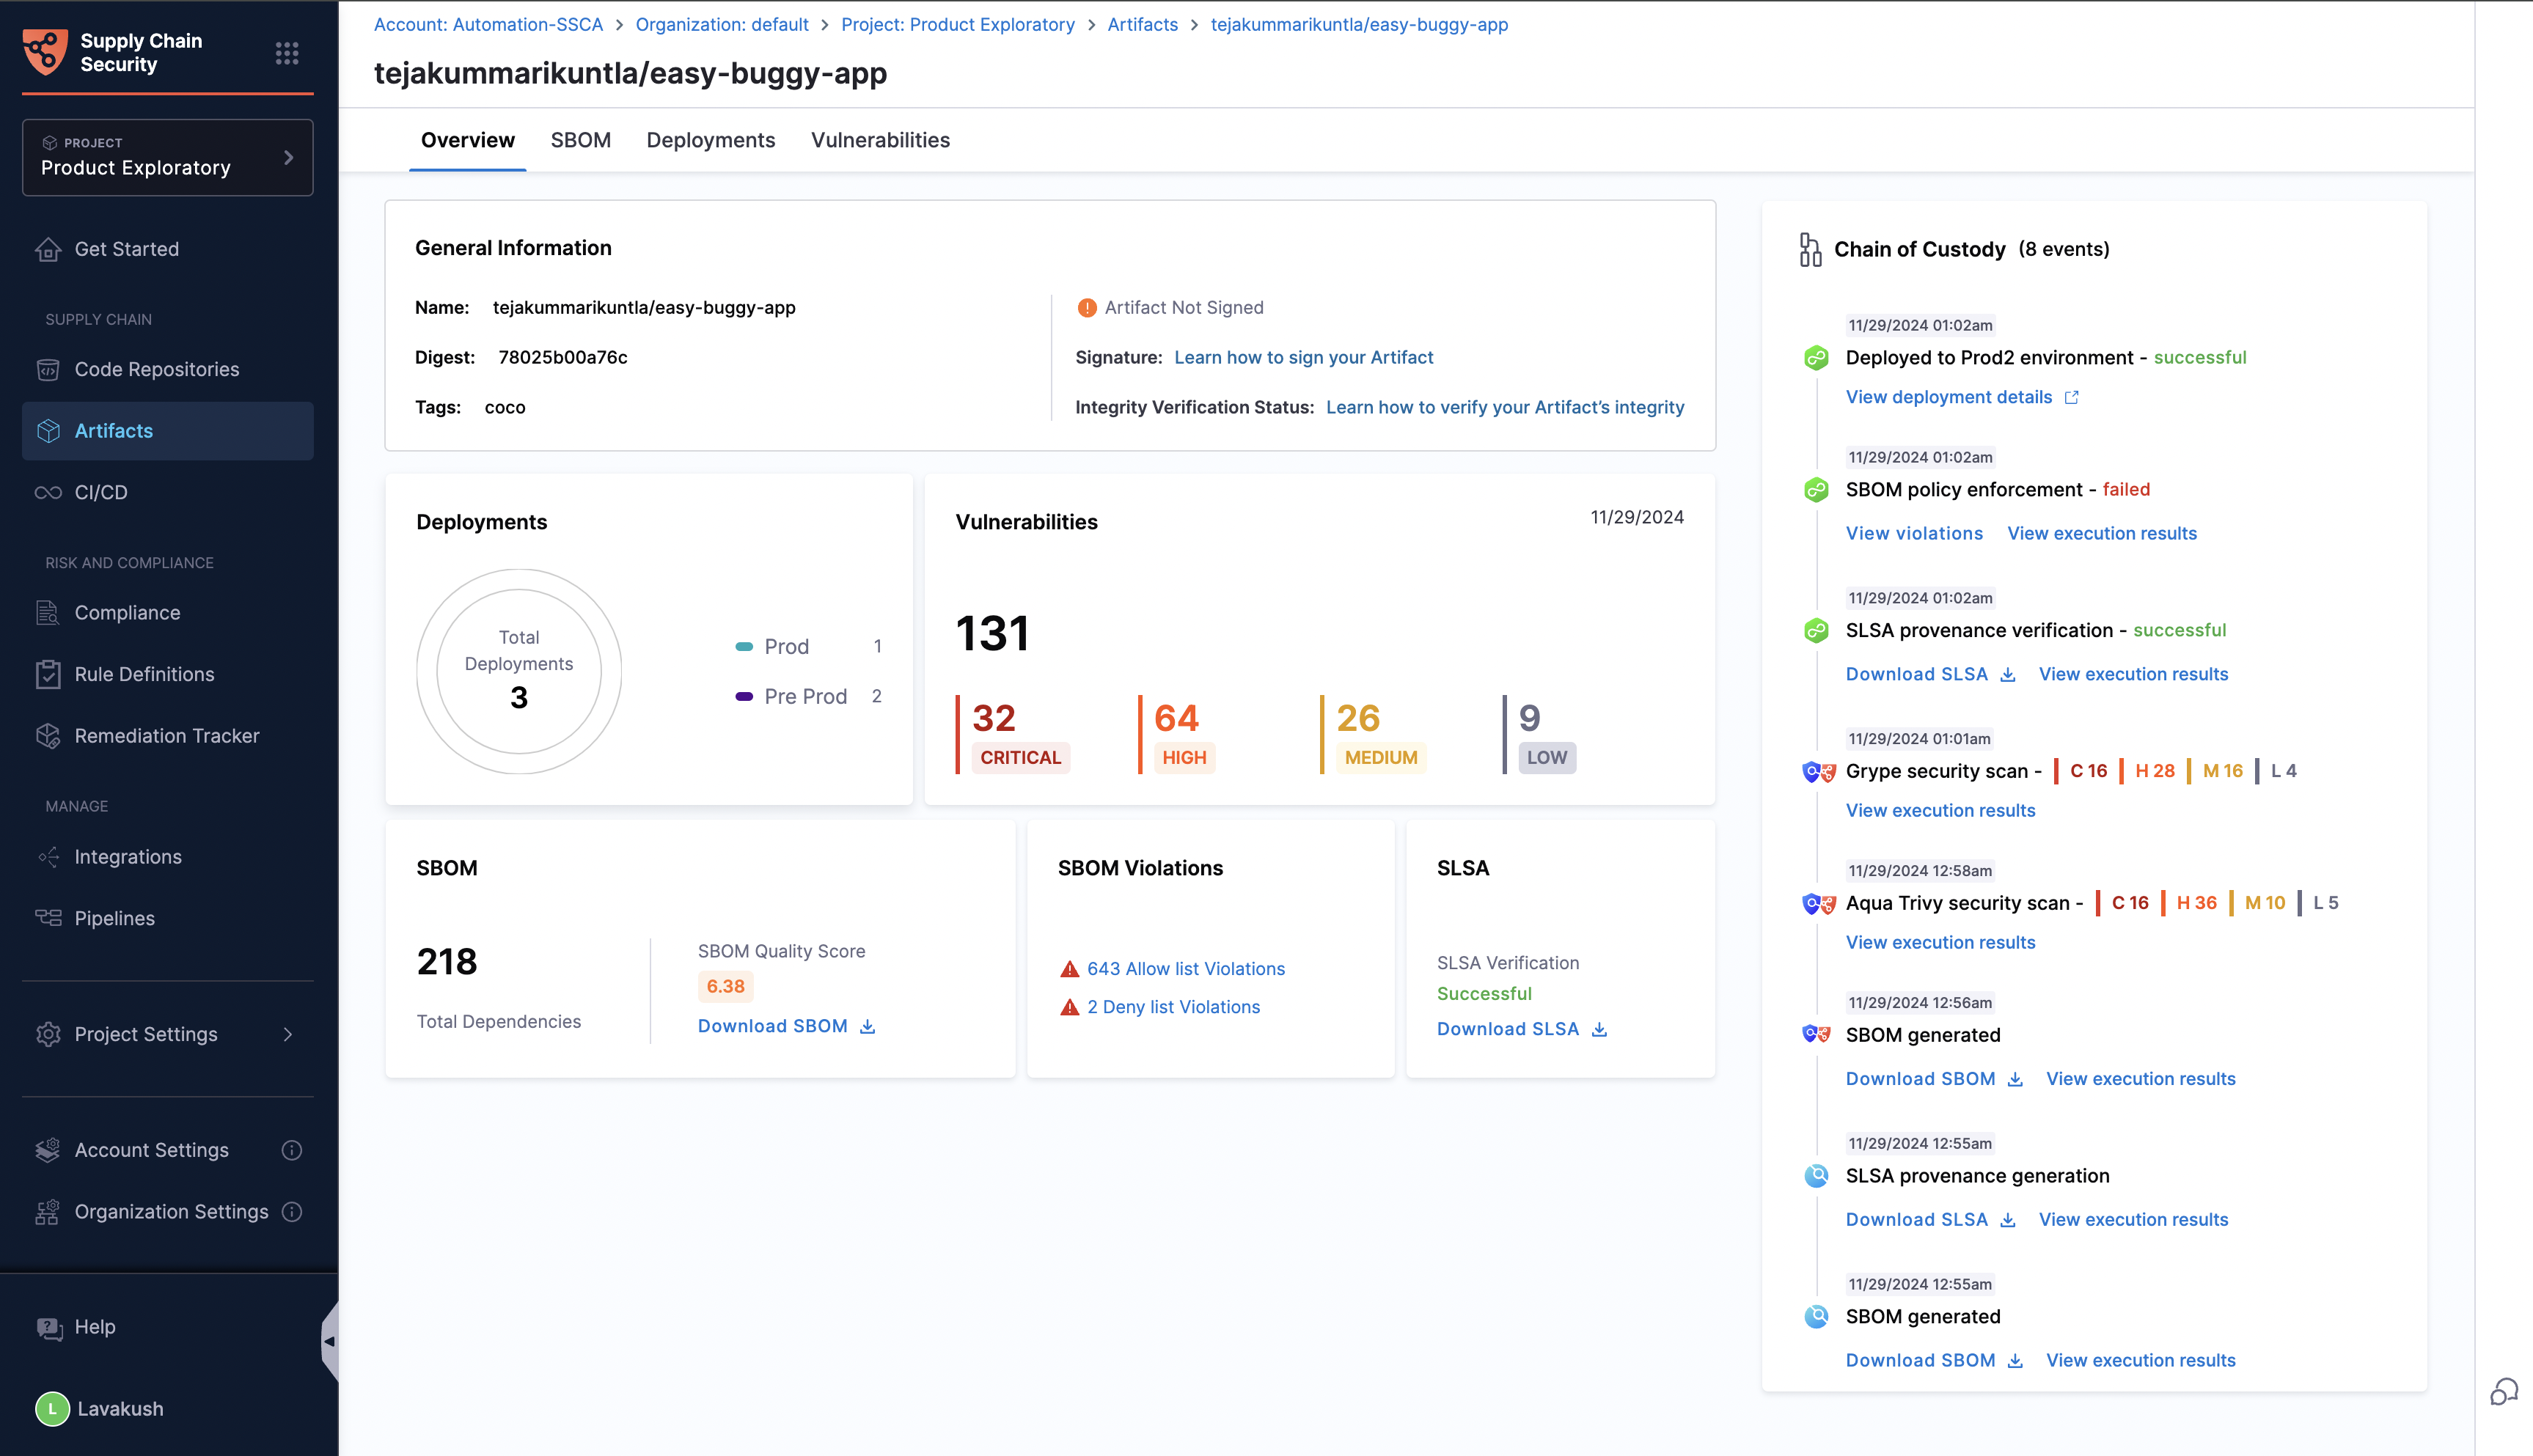 Supply Chain
Security
PROJECT
Product Exploratory
Get Started
SUPPLY CHAIN
Code Repositories
Artifacts
CI/CD
RISK AND COMPLIANCE
Compliance
Rule Definitions
Remediation Tracker
MANAGE
Integrations
Pipelines
Project Settings
Account Settings
Organization Settings
Help
L Lavakush
Account: Automation-SSCA > Organization: default > Project: Product Exploratory > Artifacts > tejakummarikuntla/easy-buggy-app
tejakummarikuntla/easy-buggy-app
Overview SBOM Deployments Vulnerabilities
General Information
Name: tejakummarikuntla/easy-buggy-app
Digest: 78025b00a76c
Tags: coco
Artifact Not Signed
Signature: Learn how to sign your Artifact
Integrity Verification Status: Learn how to verify your Artifact’s integrity
Deployments
Total
Deployments
3
Prod 1
Pre Prod 2
Vulnerabilities 11/29/2024
131
32 64 26 9
CRITICAL HIGH MEDIUM LOW
SBOM
218
Total Dependencies
SBOM Quality Score
6.38
Download SBOM
SBOM Violations
643 Allow list Violations
2 Deny list Violations
SLSA
SLSA Verification
Successful
Download SLSA
Chain of Custody (8 events)
11/29/2024 01:02am
Deployed to Prod2 environment - successful
View deployment details
11/29/2024 01:02am
SBOM policy enforcement - failed
View violations View execution results
11/29/2024 01:02am
SLSA provenance verification - successful
Download SLSA View execution results
11/29/2024 01:01am
Grype security scan - C 16 H 28 M 16 L 4
View execution results
11/29/2024 12:58am
Aqua Trivy security scan - C 16 H 36 M 10 L 5
View execution results
11/29/2024 12:56am
SBOM generated
Download SBOM View execution results
11/29/2024 12:55am
SLSA provenance generation
Download SLSA View execution results
11/29/2024 12:55am
SBOM generated
Download SBOM View execution results